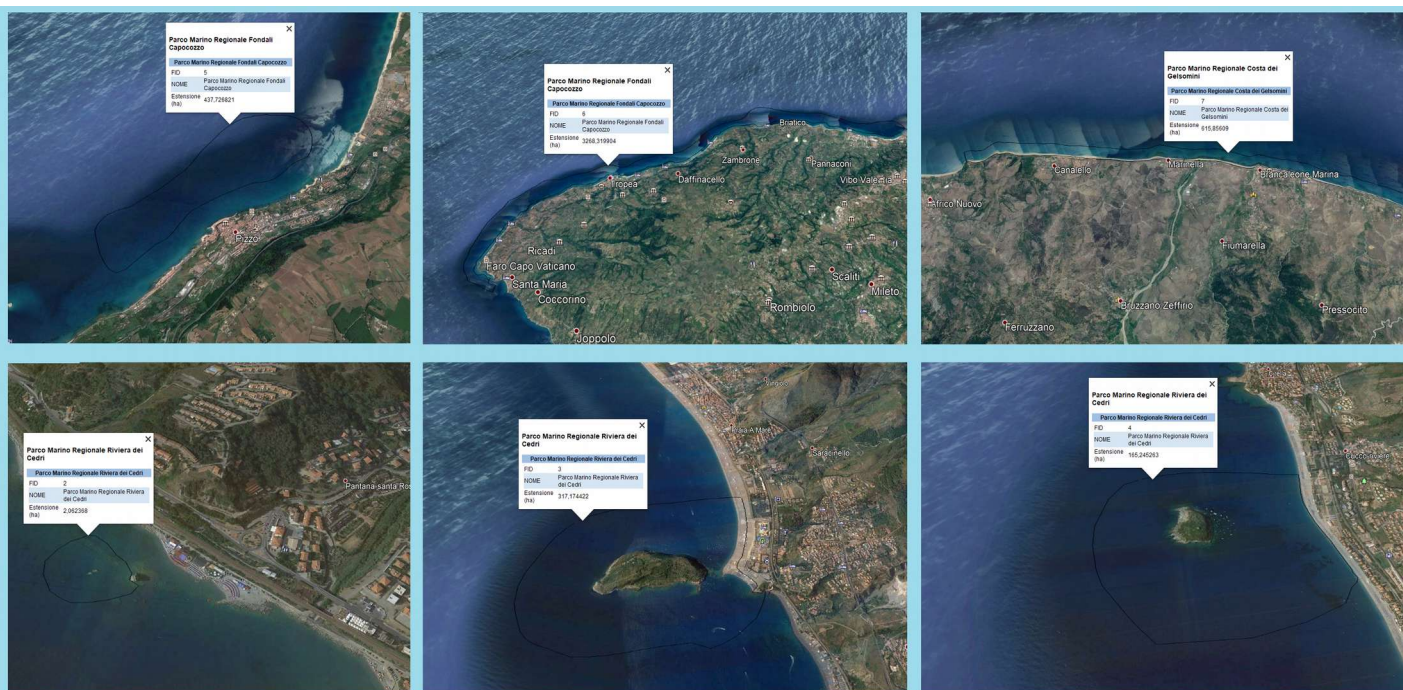 Parco Marino Regionale Fondali
Capocozzo
Parco Marino Regionale Fondali Capocozzo
FID 5
NOME Parco Marino Regionale Fondali
Capocozzo
Estensione
(ha) 437,726821
Pizzo
Parco Marino Regionale Fondali
Capocozzo
Parco Marino Regionale Fondali Capocozzo
FID 6
NOME Parco Marino Regionale Fondali
Capocozzo
Estensione
(ha) 3268,319904
Briatico
Zambrone
Pannaconi
Tropea
Daffinacello
Vibo Valentia
Ricadi
Faro Capo Vaticano
Santa Maria
Coccorino
Scaliti
Mileto
Rombiolo
Joppolo
Parco Marino Regionale Costa dei
Gelsomini
Parco Marino Regionale Costa dei Gelsomini
FID 7
NOME Parco Marino Regionale Costa dei
Gelsomini
Estensione
(ha) 615,85609
Canalello
Marinella
Brancaleone Marina
Africo Nuovo
Fiumarella
Bruzzano Zeffirio
Pressocito
Ferruzzano
Parco Marino Regionale Riviera dei
Cedri
Parco Marino Regionale Riviera dei Cedri
FID 2
NOME Parco Marino Regionale Riviera
dei Cedri
Estensione
(ha) 2,062368
Pantana-santa
Parco Marino Regionale Riviera dei
Cedri
Parco Marino Regionale Riviera dei Cedri
FID 3
NOME Parco Marino Regionale Riviera
dei Cedri
Estensione
(ha) 317,174422
Praia A Mare
Saracinello
Parco Marino Regionale Riviera dei
Cedri
Parco Marino Regionale Riviera dei Cedri
FID 4
NOME Parco Marino Regionale Riviera
dei Cedri
Estensione
(ha) 165,245263